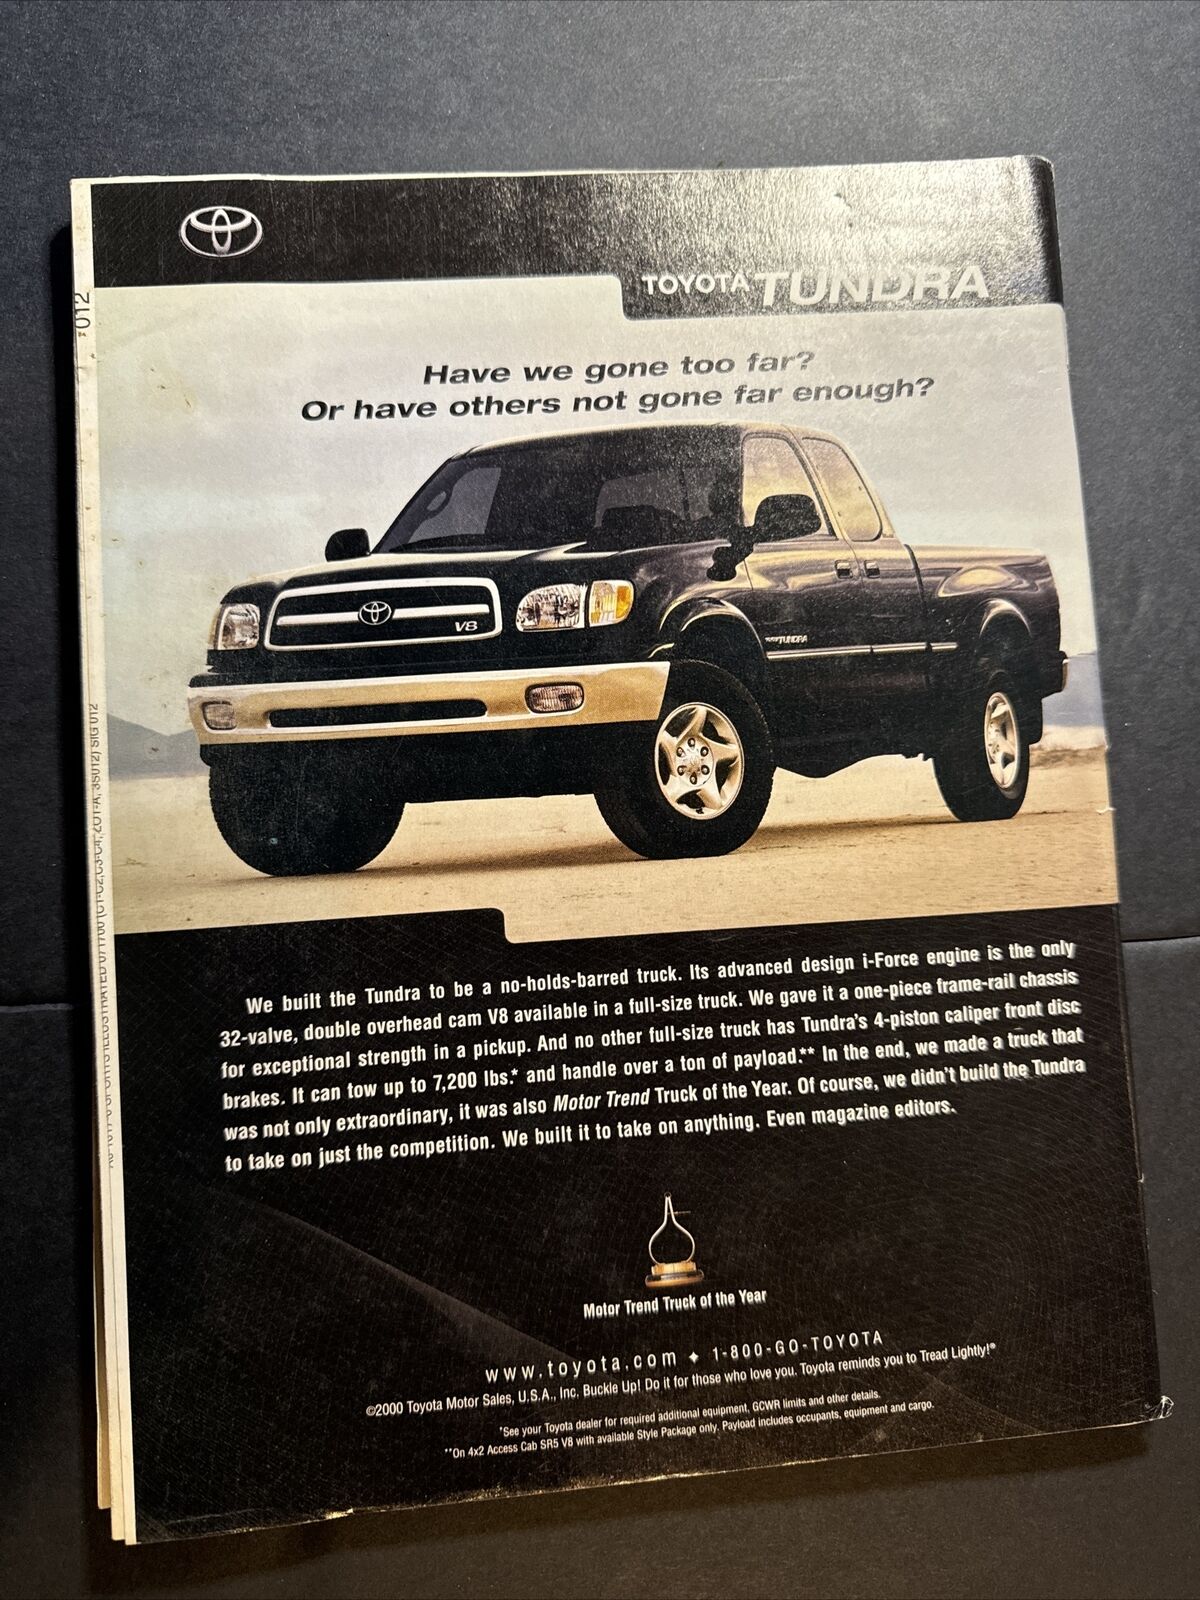 TOYOTA TUNDRA
Have we gone too far?
Or have others not gone far enough?
V8
TUNDRA
We built the Tundra to be a no-holds-barred truck. Its advanced design i-Force engine is the only
32-valve, double overhead cam V8 available in a full-size truck. We gave it a one-piece frame-rail chassis
for exceptional strength in a pickup. And no other full-size truck has Tundra's 4-piston caliper front disc
brakes. It can tow up to 7,200 lbs.* and handle over a ton of payload.** In the end, we made a truck that
was not only extraordinary, it was also Motor Trend Truck of the Year. Of course, we didn't build the Tundra
to take on just the competition. We built it to take on anything. Even magazine editors.
Motor Trend Truck of the Year
www.toyota.com ✦ 1-800-GO-TOYOTA
©2000 Toyota Motor Sales, U.S.A., Inc. Buckle Up! Do it for those who love you. Toyota reminds you to Tread Lightly!®
*See your Toyota dealer for required additional equipment, GCWR limits and other details.
**On 4x2 Access Cab SR5 V8 with available Style Package only. Payload includes occupants, equipment and cargo.
012
SIG 012